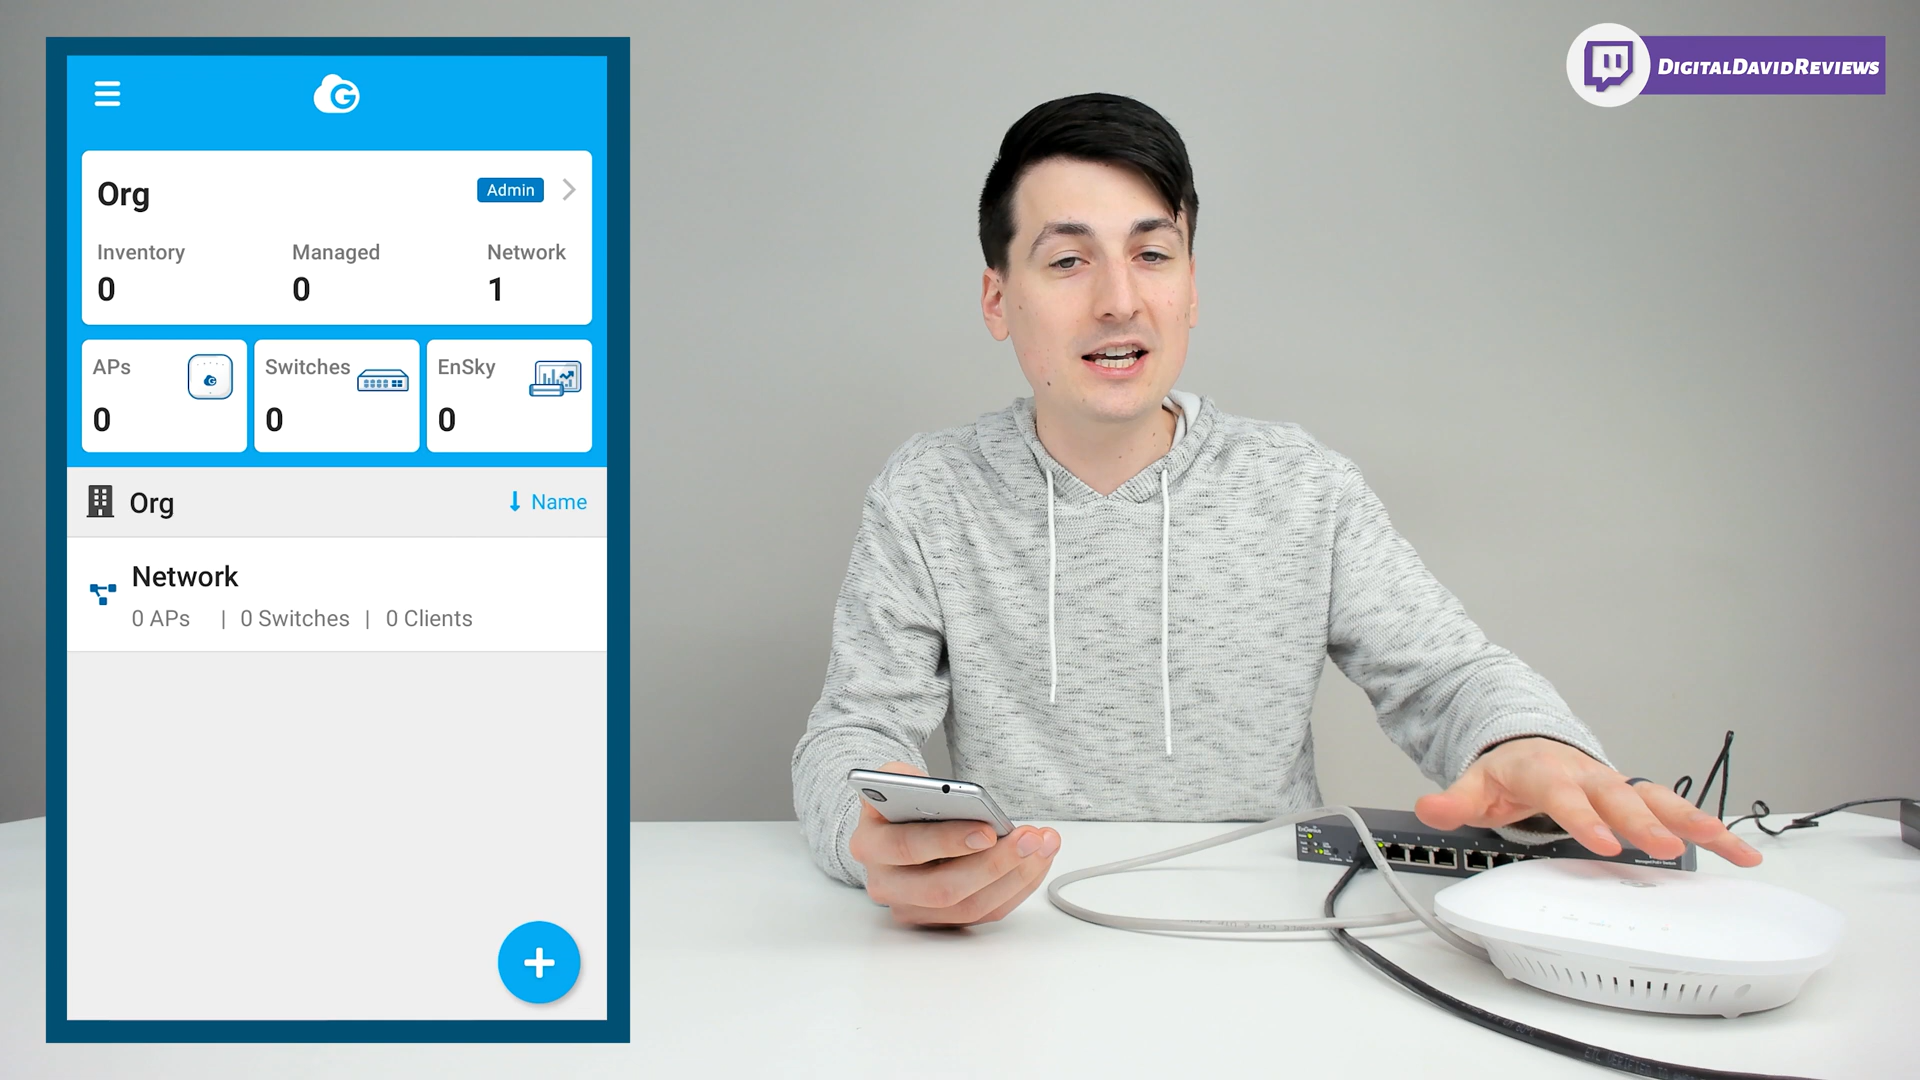 DigitalDavidReviews
Org
Admin
Inventory
Managed
Network
0
0
1
APs
Switches
EnSky
0
0
0
Org
Name
Network
0 APs | 0 Switches | 0 Clients
+
EnGenius